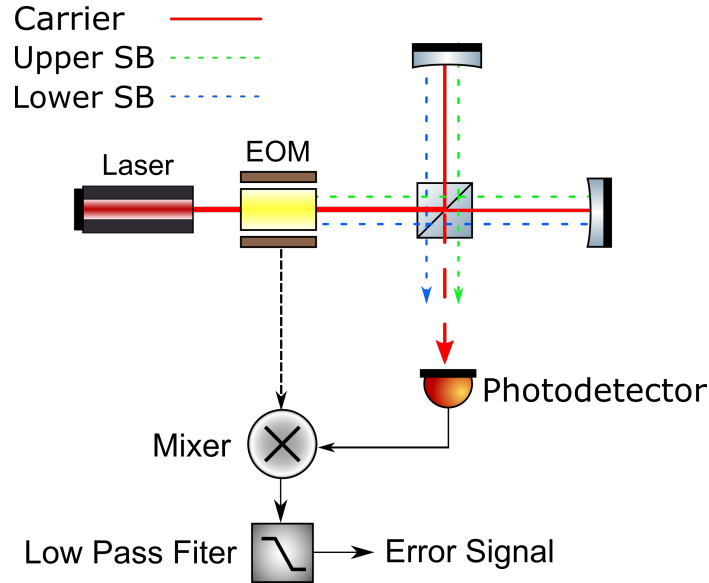 Carrier
Upper SB
Lower SB
Laser
EOM
Photodetector
Mixer
Low Pass Fiter
Error Signal